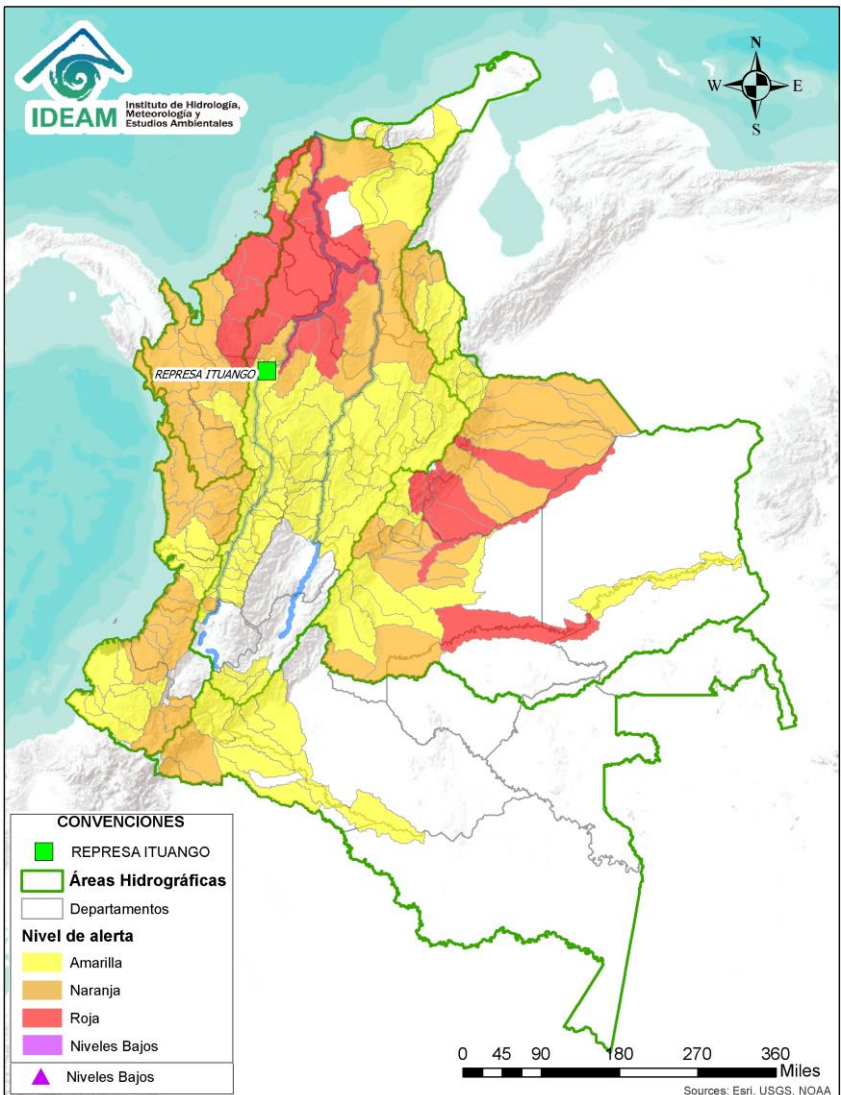 IDEAM
Instituto de Hidrología,
Meteorología y
Estudios Ambientales
N
W
E
S
REPRESA ITUANGO
CONVENCIONES
REPRESA ITUANGO
Áreas Hidrográficas
Departamentos
Nivel de alerta
Amarilla
Naranja
Roja
Niveles Bajos
Niveles Bajos
0 45 90 180 270 360
Miles
Sources: Esri, USGS, NOAA